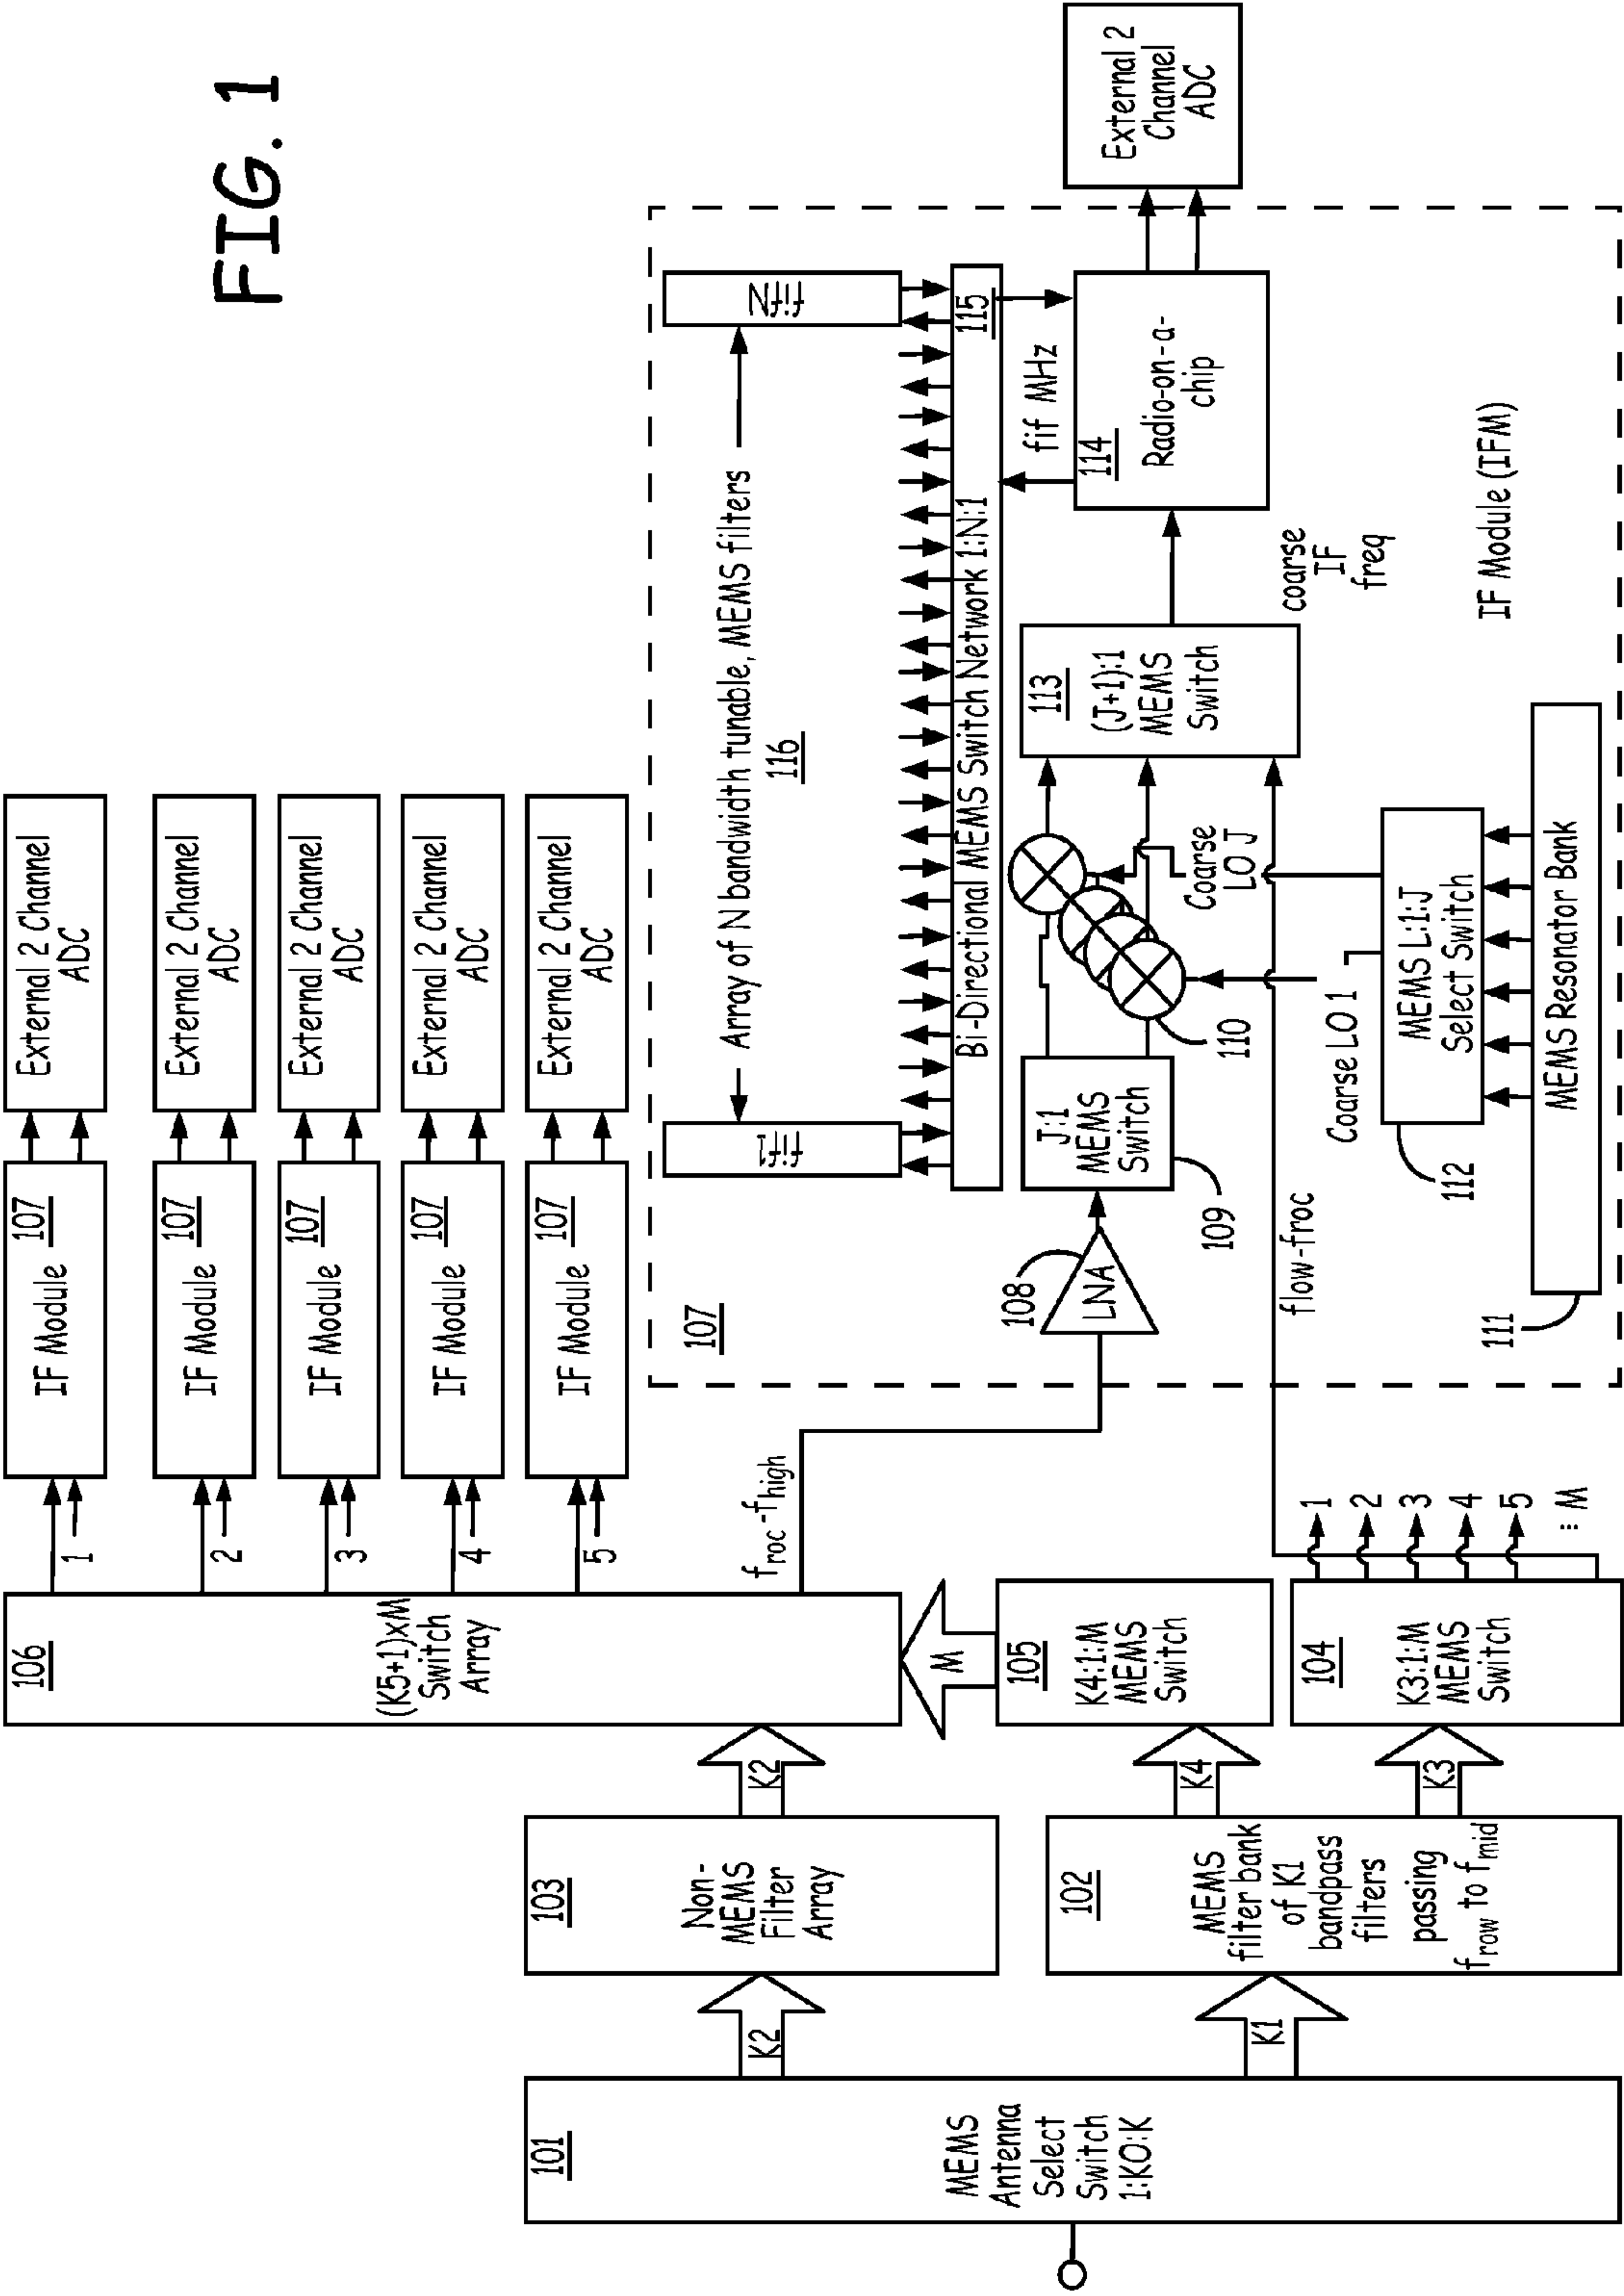 FIG. 1
101
MEMS
Antenna
Select
Switch
1:KO:K
K2
K1
103
Non-
MEMS
Filter
Array
102
MEMS
filter bank
of K1
bandpass
filters
passing
frow to fmid
K2
K4
K3
106
(K5+1)xM
Switch
Array
M
105
K4:1:M
MEMS
Switch
104
K3:1:M
MEMS
Switch
1
2
3
4
5
1
2
3
4
5
⋮ M
froc-fhigh
flow-froc
IF Module
107
External 2 Channel
ADC
IF Module
107
External 2 Channel
ADC
IF Module
107
External 2 Channel
ADC
IF Module
107
External 2 Channel
ADC
IF Module
107
External 2 Channel
ADC
107
108
LNA
fif1
Array of N bandwidth tunable, MEMS filters
116
fifN
Bi-Directional MEMS Switch Network 1:N:1
115
J:1
MEMS
Switch
109
110
Coarse
LO J
Coarse LO 1
113
(J+1):1
MEMS
Switch
coarse
IF
freq
fif MHz
114
Radio-on-a-
chip
External 2
Channel
ADC
MEMS L:1:J
Select Switch
112
MEMS Resonator Bank
111
IF Module (IFM)